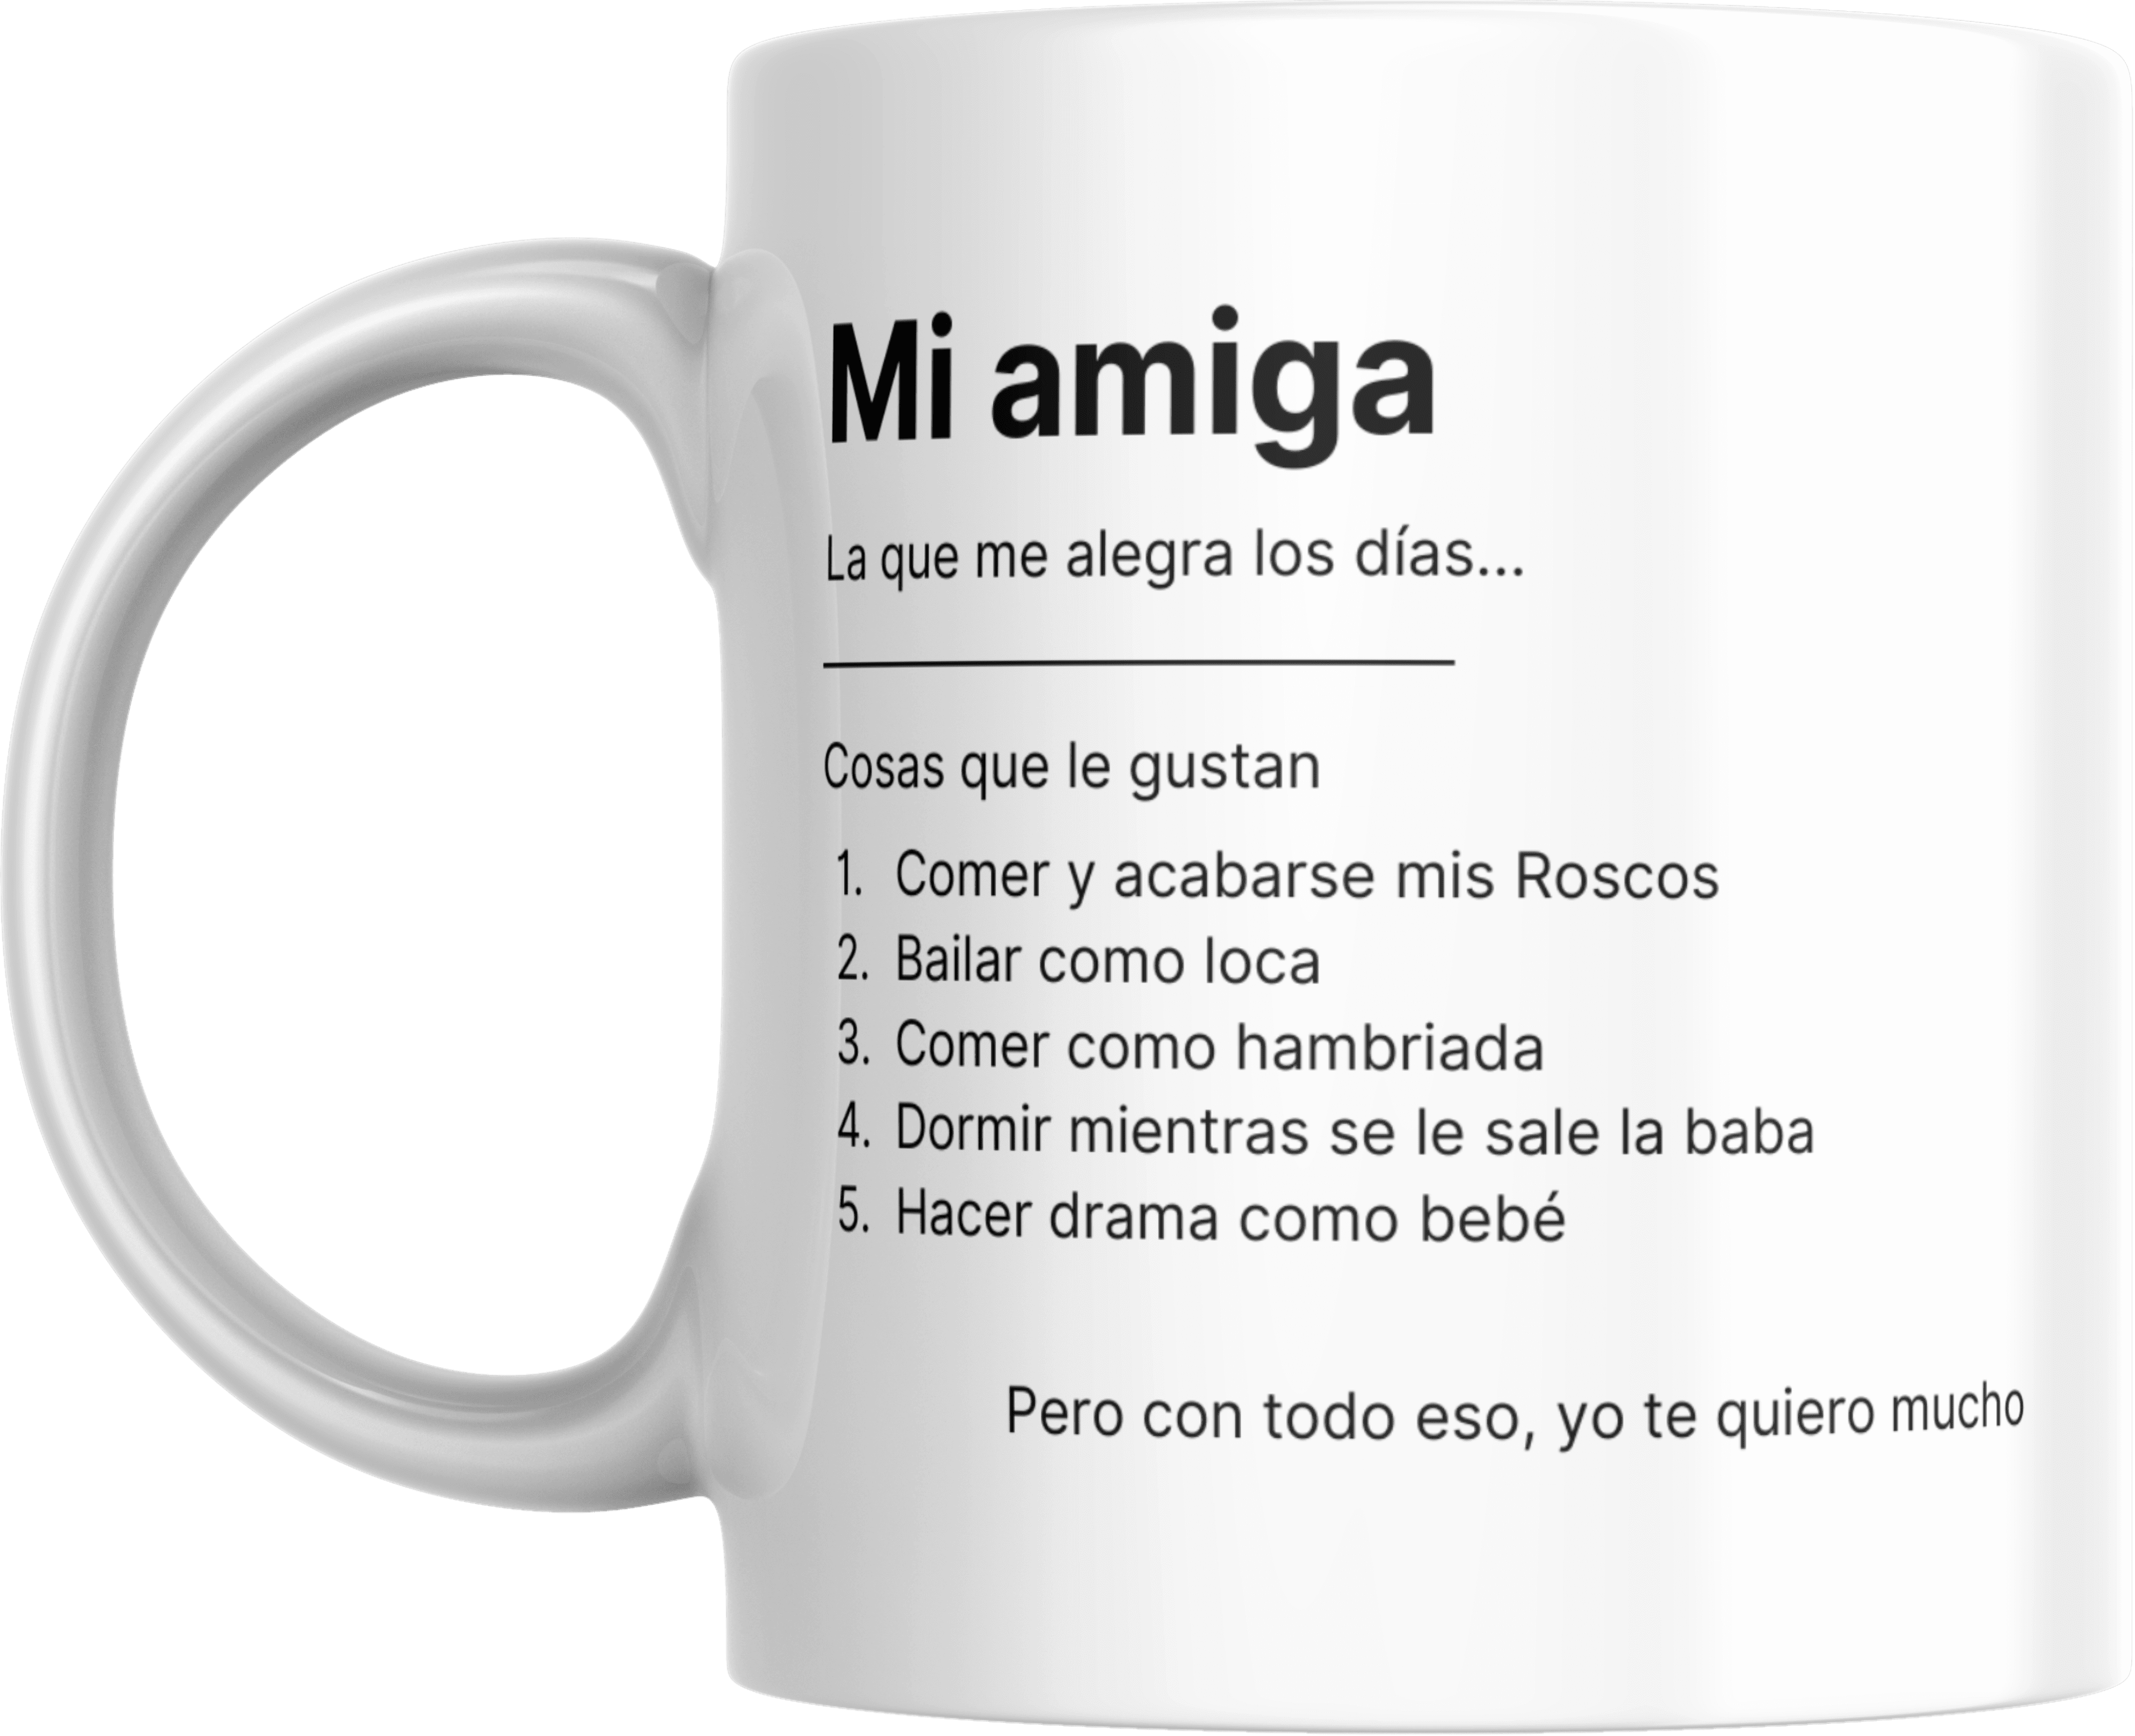 Mi amiga
La que me alegra los días...
Cosas que le gustan
1. Comer y acabarse mis Roscos
2. Bailar como loca
3. Comer como hambriada
4. Dormir mientras se le sale la baba
5. Hacer drama como bebé
Pero con todo eso, yo te quiero mucho